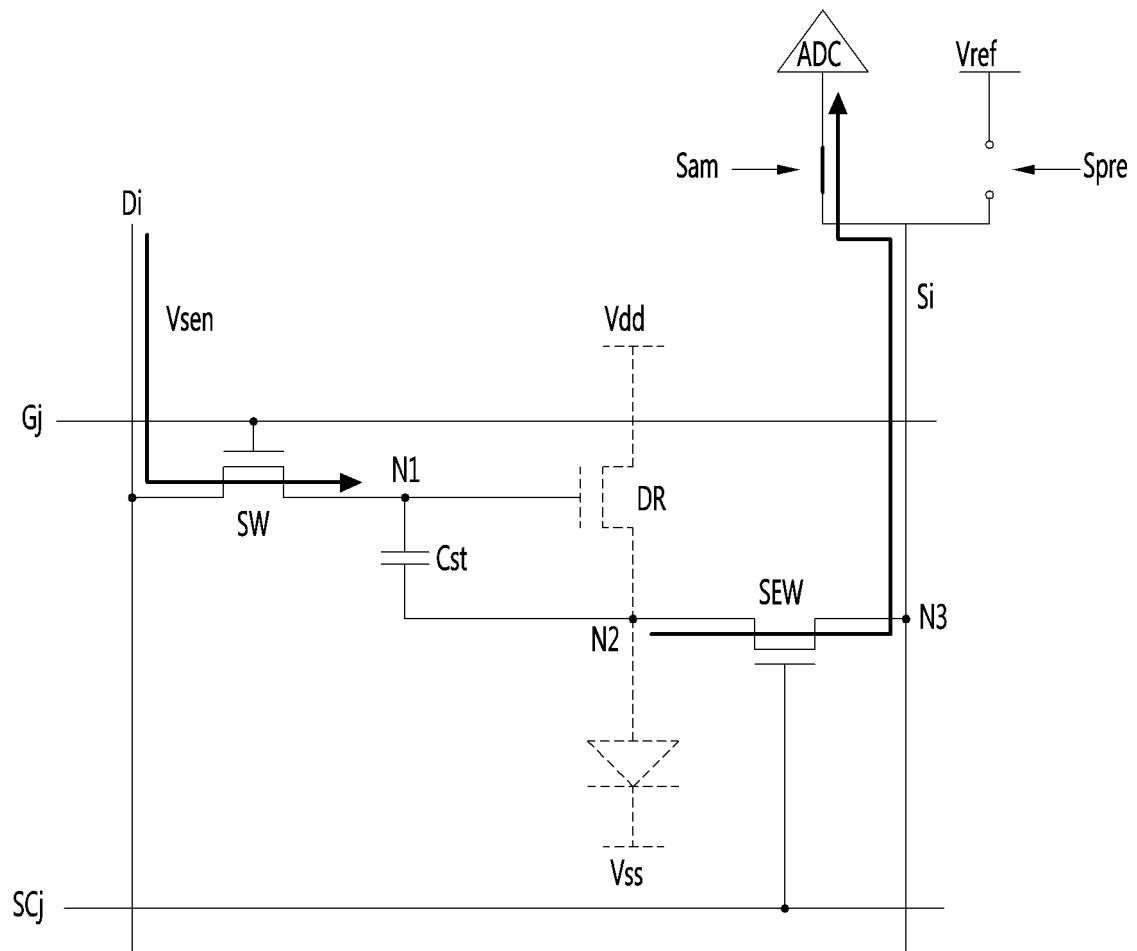 ADC
Vref
Sam
Spre
Di
Si
Vsen
Vdd
Gj
N1
DR
SW
Cst
SEW
N2
N3
Vss
SCj